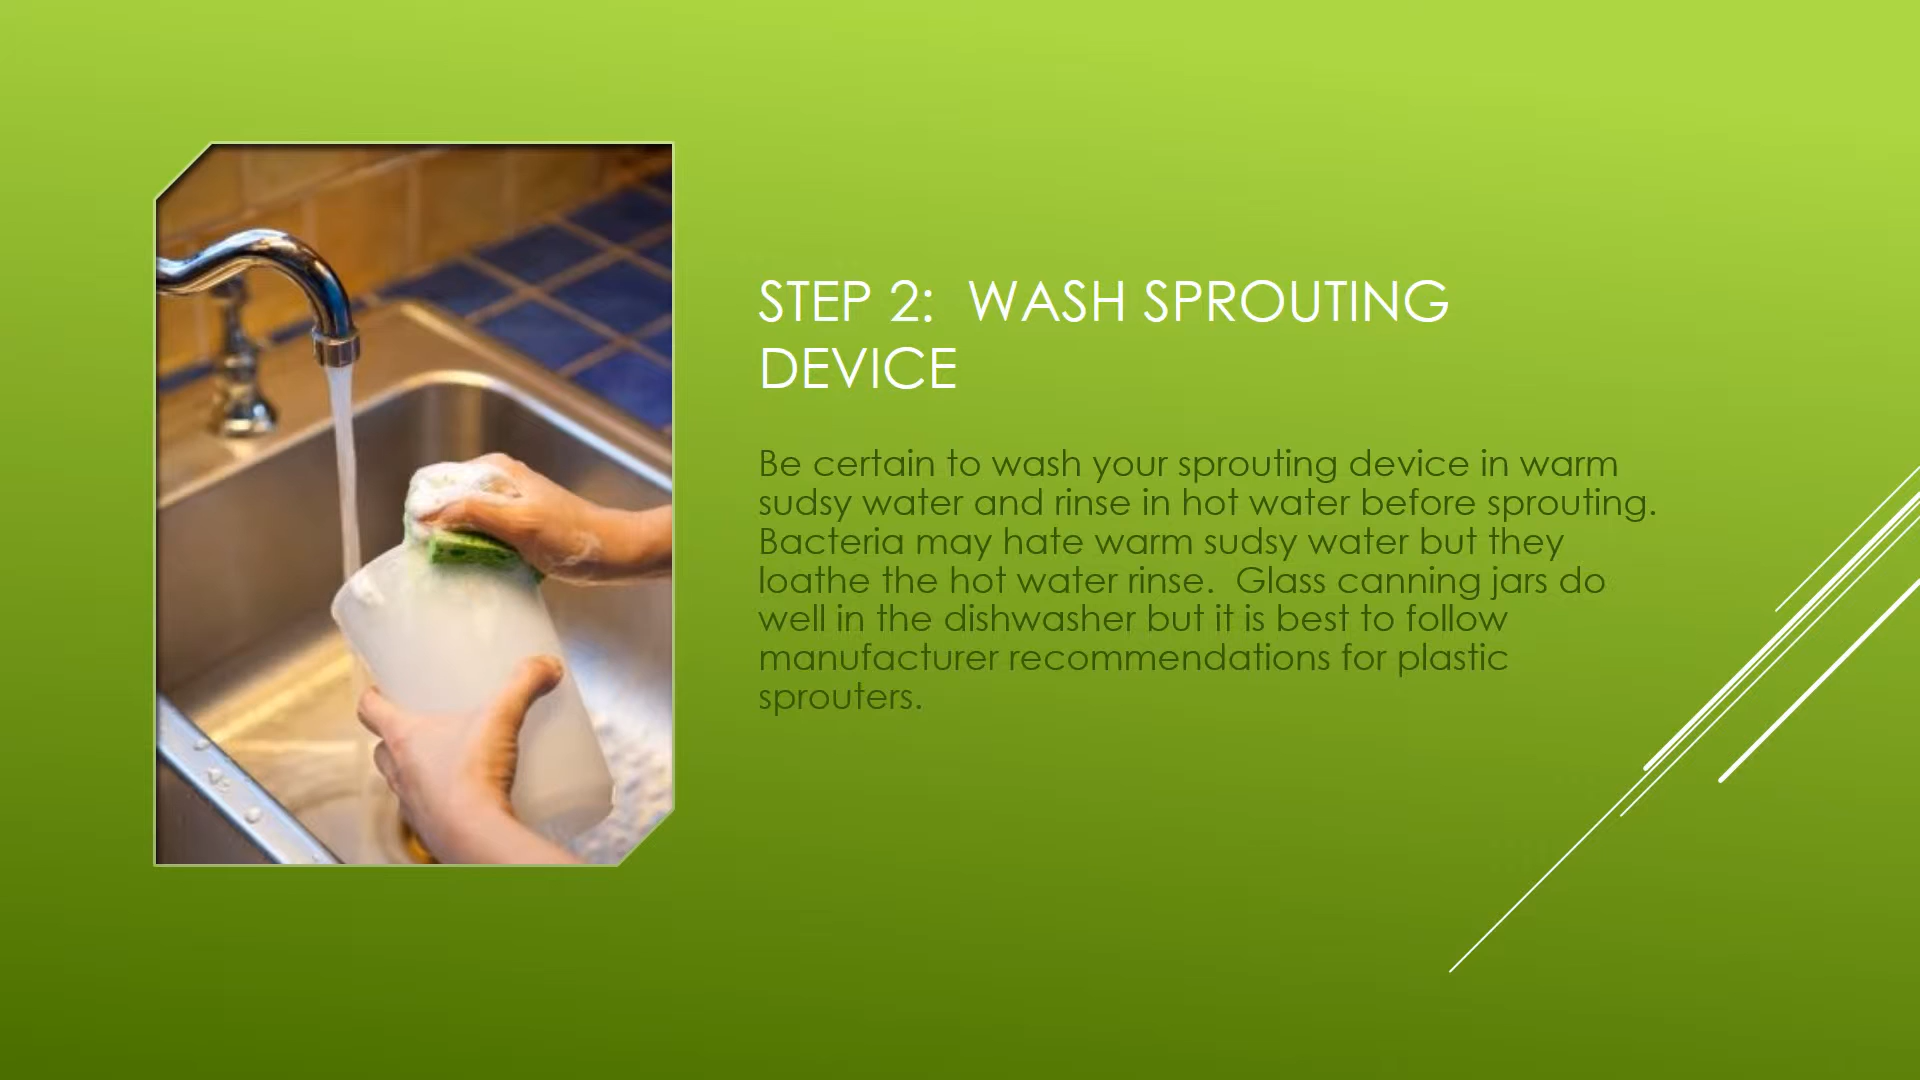 STEP 2:  WASH SPROUTING
DEVICE
Be certain to wash your sprouting device in warm
sudsy water and rinse in hot water before sprouting.
Bacteria may hate warm sudsy water but they
loathe the hot water rinse.  Glass canning jars do
well in the dishwasher but it is best to follow
manufacturer recommendations for plastic
sprouters.